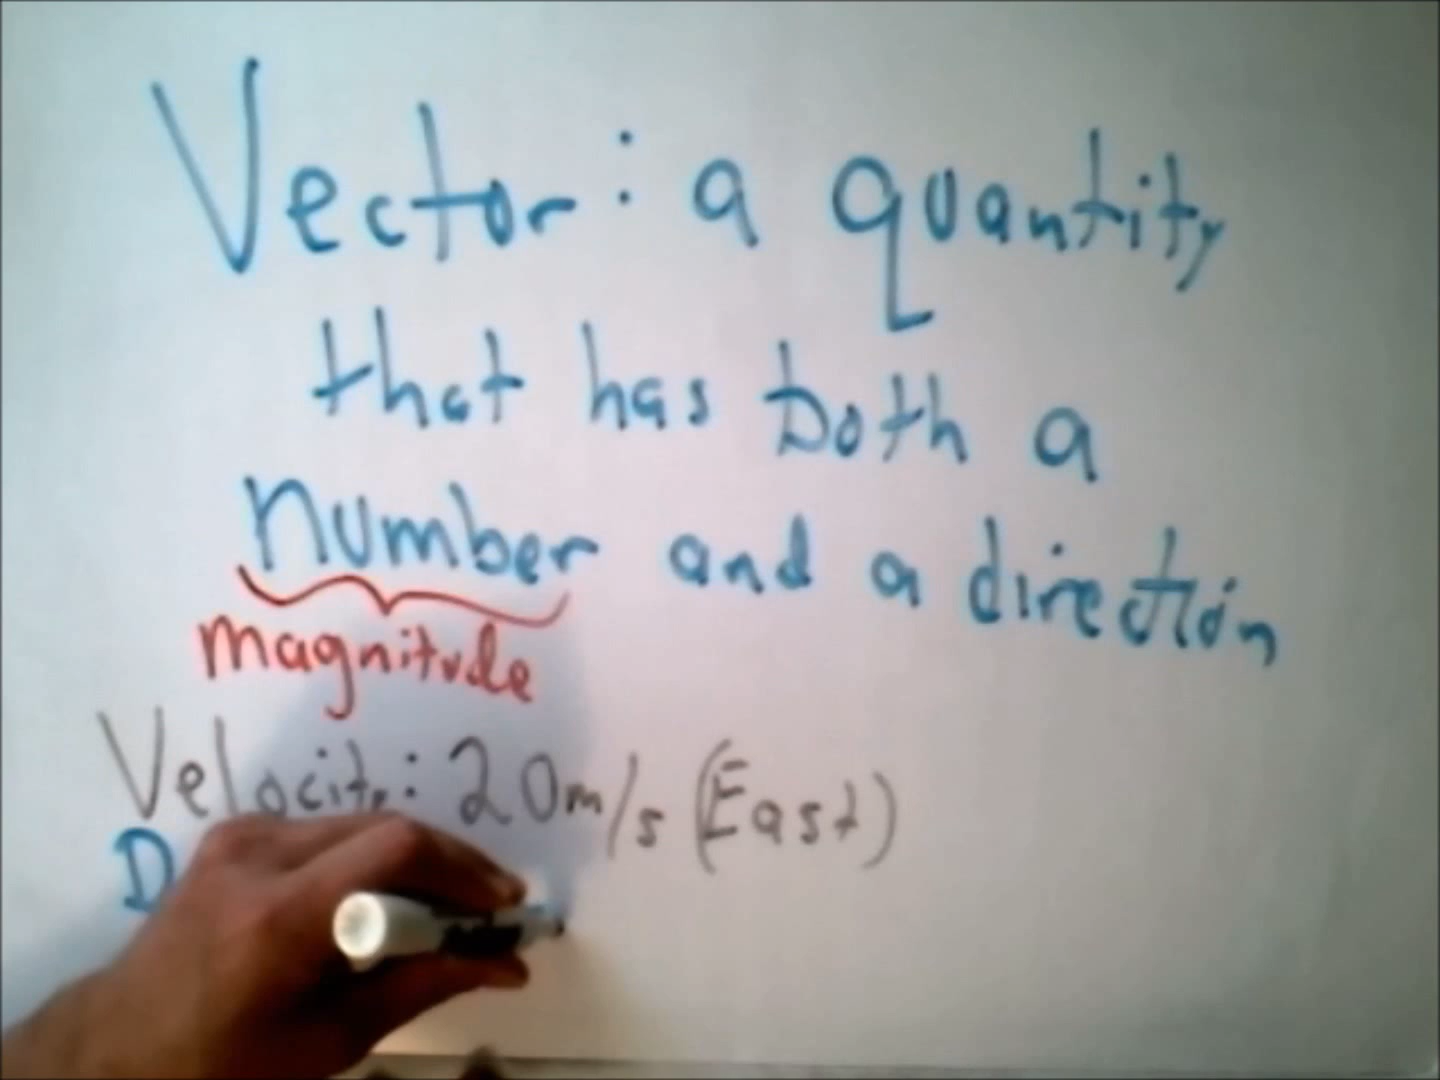 Vector: a quantity
that has both a
number and a direction
magnitude
Velocity: 20m/s (East)
D